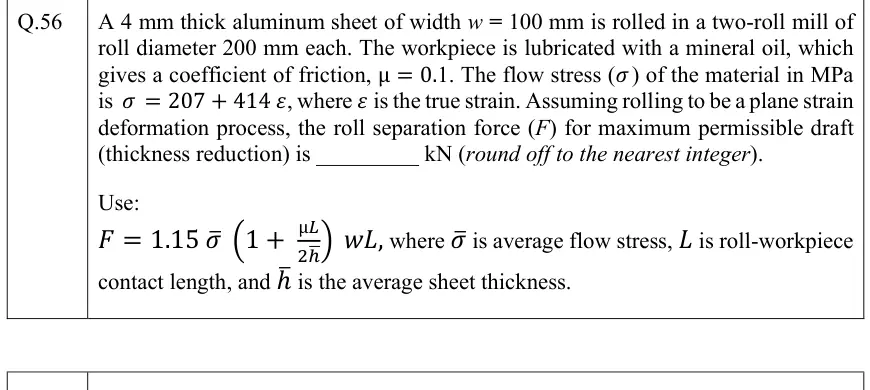 Q.56 A 4 mm thick aluminum sheet of width w = 100 mm is rolled in a two-roll mill of
roll diameter 200 mm each. The workpiece is lubricated with a mineral oil, which
gives a coefficient of friction, μ = 0.1. The flow stress (σ) of the material in MPa
is σ = 207 + 414 ε, where ε is the true strain. Assuming rolling to be a plane strain
deformation process, the roll separation force (F) for maximum permissible draft
(thickness reduction) is _________ kN (round off to the nearest integer).
Use:
F = 1.15 σ̄ (1 + μL/2h̄) wL, where σ̄ is average flow stress, L is roll-workpiece
contact length, and h̄ is the average sheet thickness.